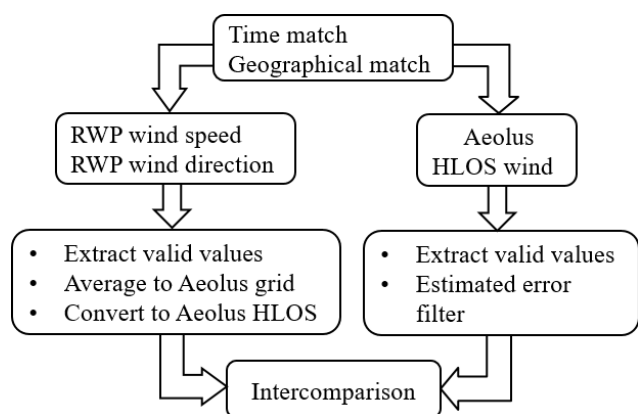 Time match
Geographical match
RWP wind speed
RWP wind direction
Aeolus
HLOS wind
• Extract valid values
• Average to Aeolus grid
• Convert to Aeolus HLOS
• Extract valid values
• Estimated error
filter
Intercomparison